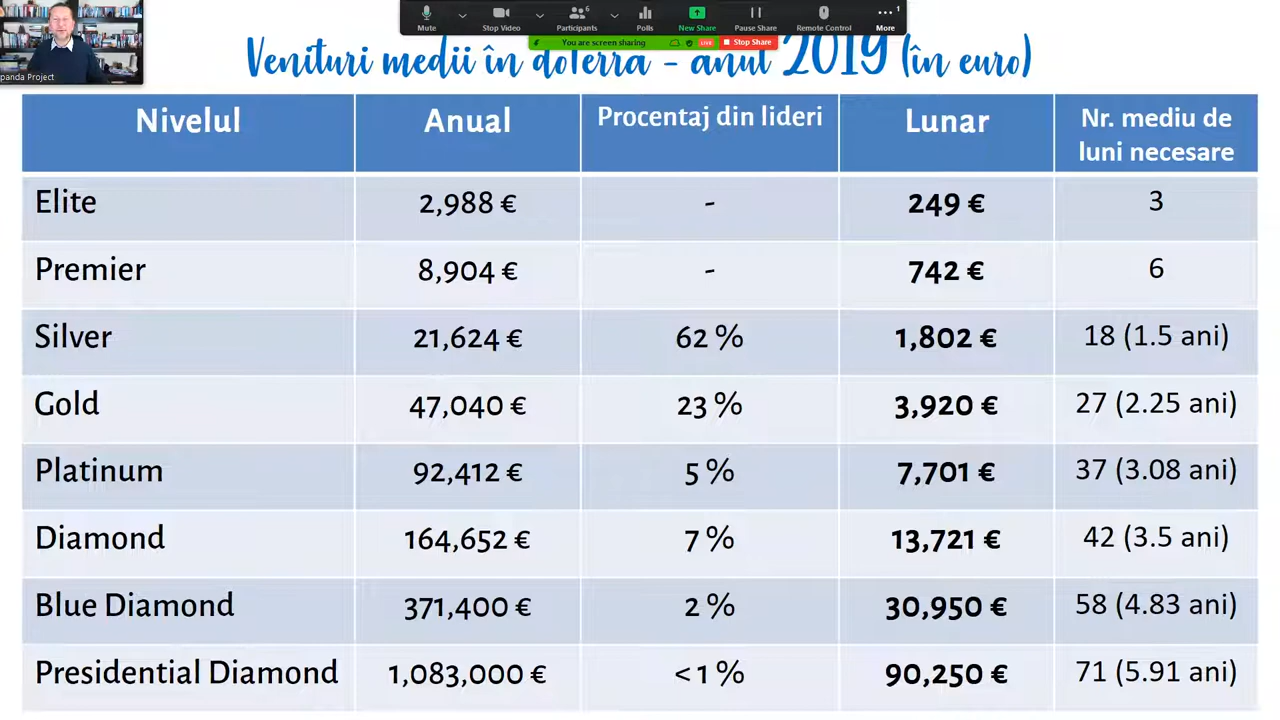 Mute
Stop Video
6
Participants
Polls
New Share
Pause Share
Remote Control
1
More
You are screen sharing
LIVE
Stop Share
panda Project
Venituri medii în doTerra - anul 2019 (în euro)
Nivelul Anual Procentaj din lideri Lunar Nr. mediu de
luni necesare
Elite 2,988 € - 249 € 3
Premier 8,904 € - 742 € 6
Silver 21,624 € 62 % 1,802 € 18 (1.5 ani)
Gold 47,040 € 23 % 3,920 € 27 (2.25 ani)
Platinum 92,412 € 5 % 7,701 € 37 (3.08 ani)
Diamond 164,652 € 7 % 13,721 € 42 (3.5 ani)
Blue Diamond 371,400 € 2 % 30,950 € 58 (4.83 ani)
Presidential Diamond 1,083,000 € <1 % 90,250 € 71 (5.91 ani)